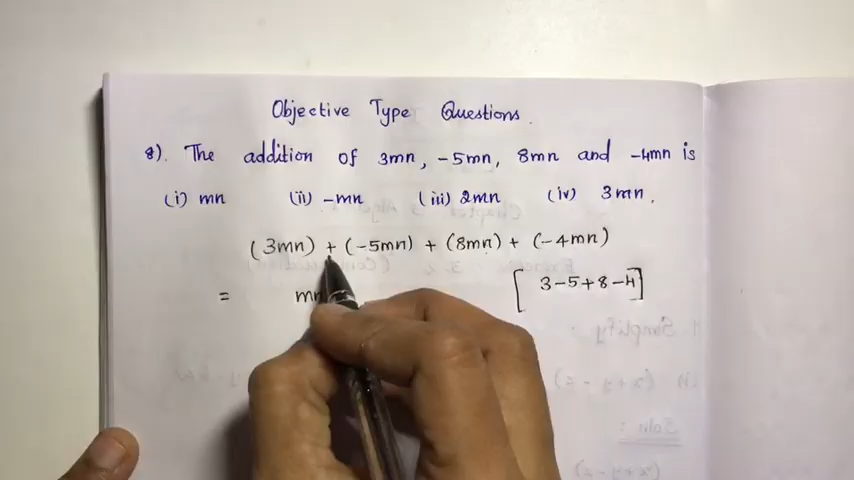 Objective Type Questions.
8). The addition of 3mn, -5mn, 8mn and -4mn is
(i) mn (ii) -mn (iii) 2mn (iv) 3mn.
(3mn) + (-5mn) + (8mn) + (-4mn)
= mn [3-5+8-4]